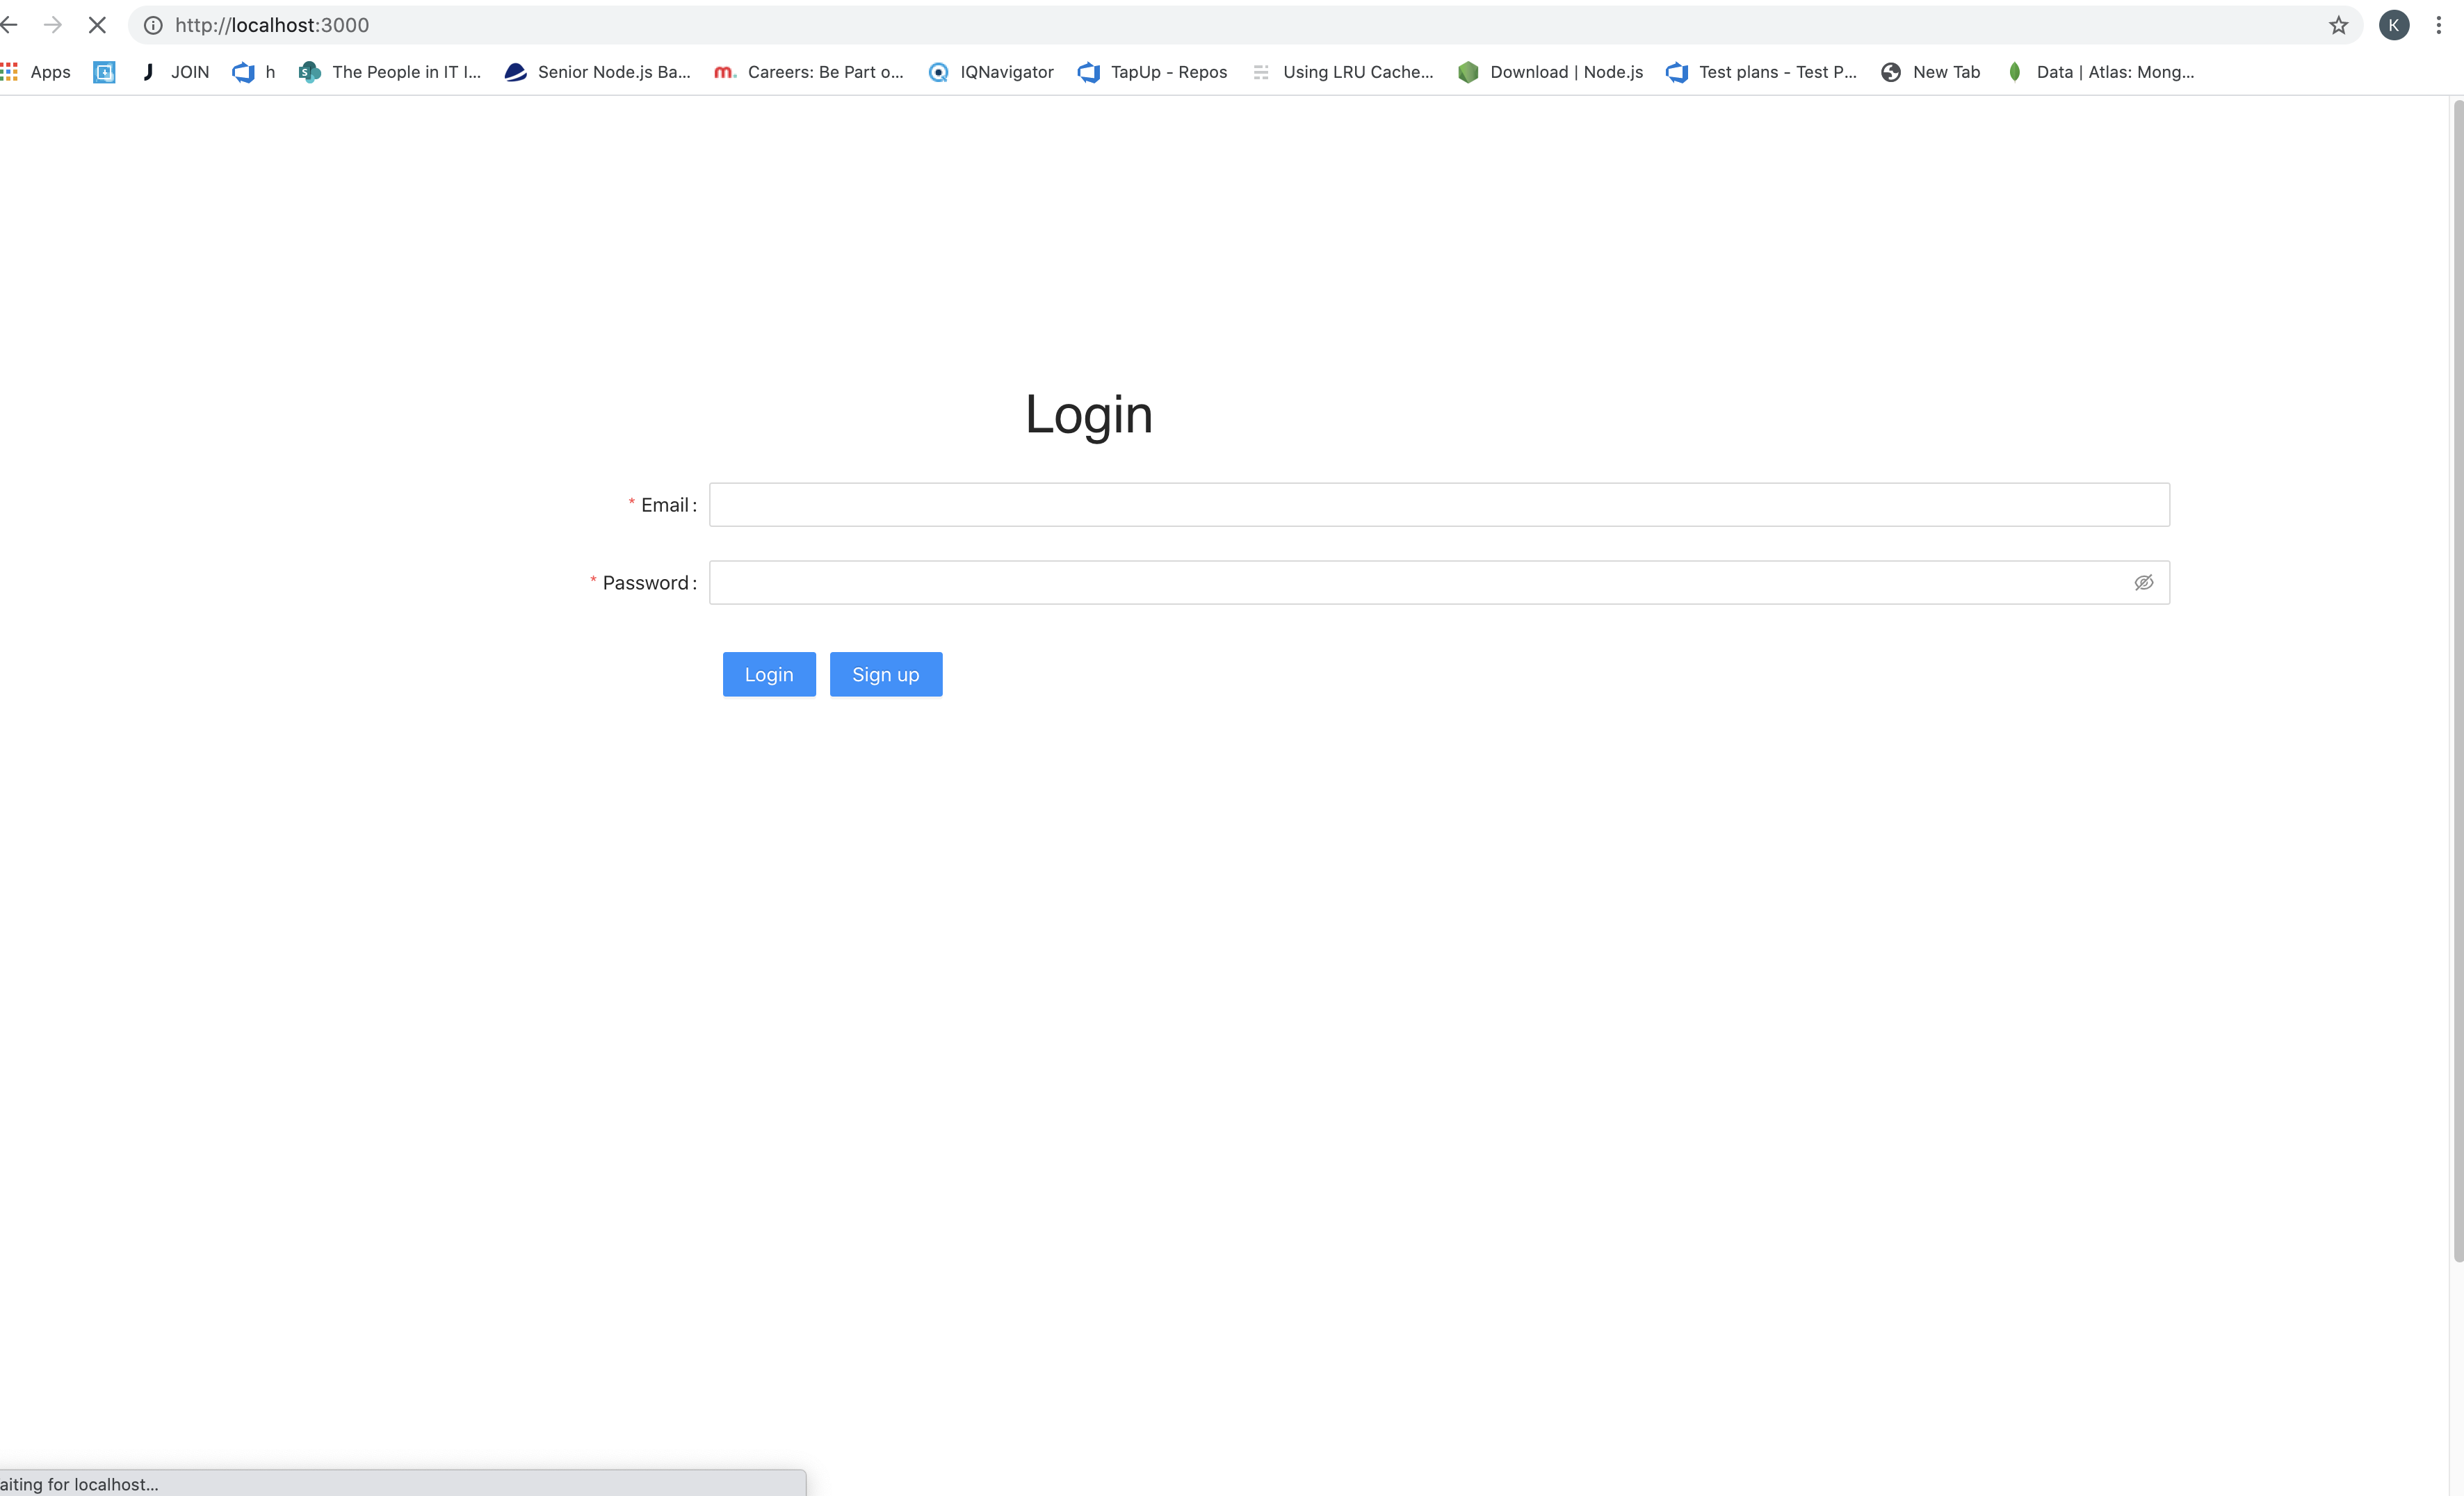 http://localhost:3000
K
Apps JOIN h The People in IT I... Senior Node.js Ba... m. Careers: Be Part o... IQNavigator TapUp - Repos Using LRU Cache... Download | Node.js Test plans - Test P... New Tab Data | Atlas: Mong...
Login
* Email :
* Password :
Login Sign up
aiting for localhost...